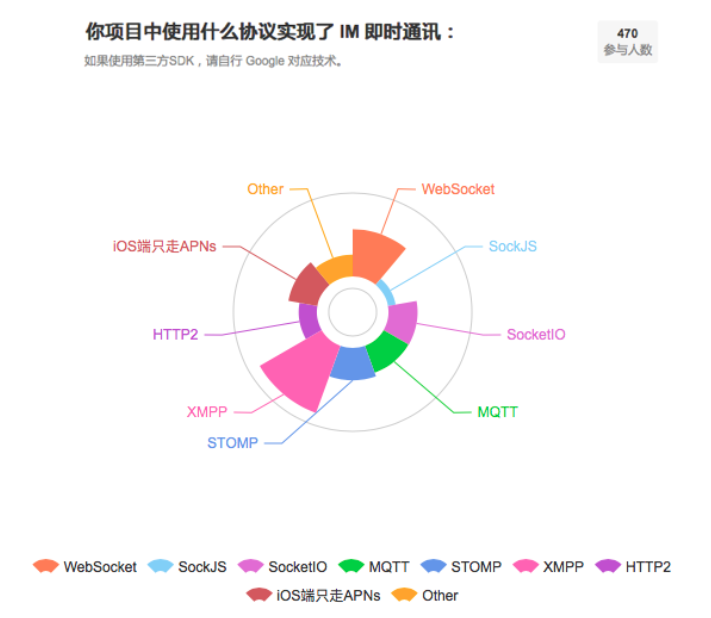 你项目中使用什么协议实现了 IM 即时通讯：
470
参与人数
如果使用第三方SDK，请自行 Google 对应技术。
Other
WebSocket
iOS端只走APNs
SockJS
HTTP2
SocketIO
XMPP
MQTT
STOMP
WebSocket SockJS SocketIO MQTT STOMP XMPP HTTP2
iOS端只走APNs Other